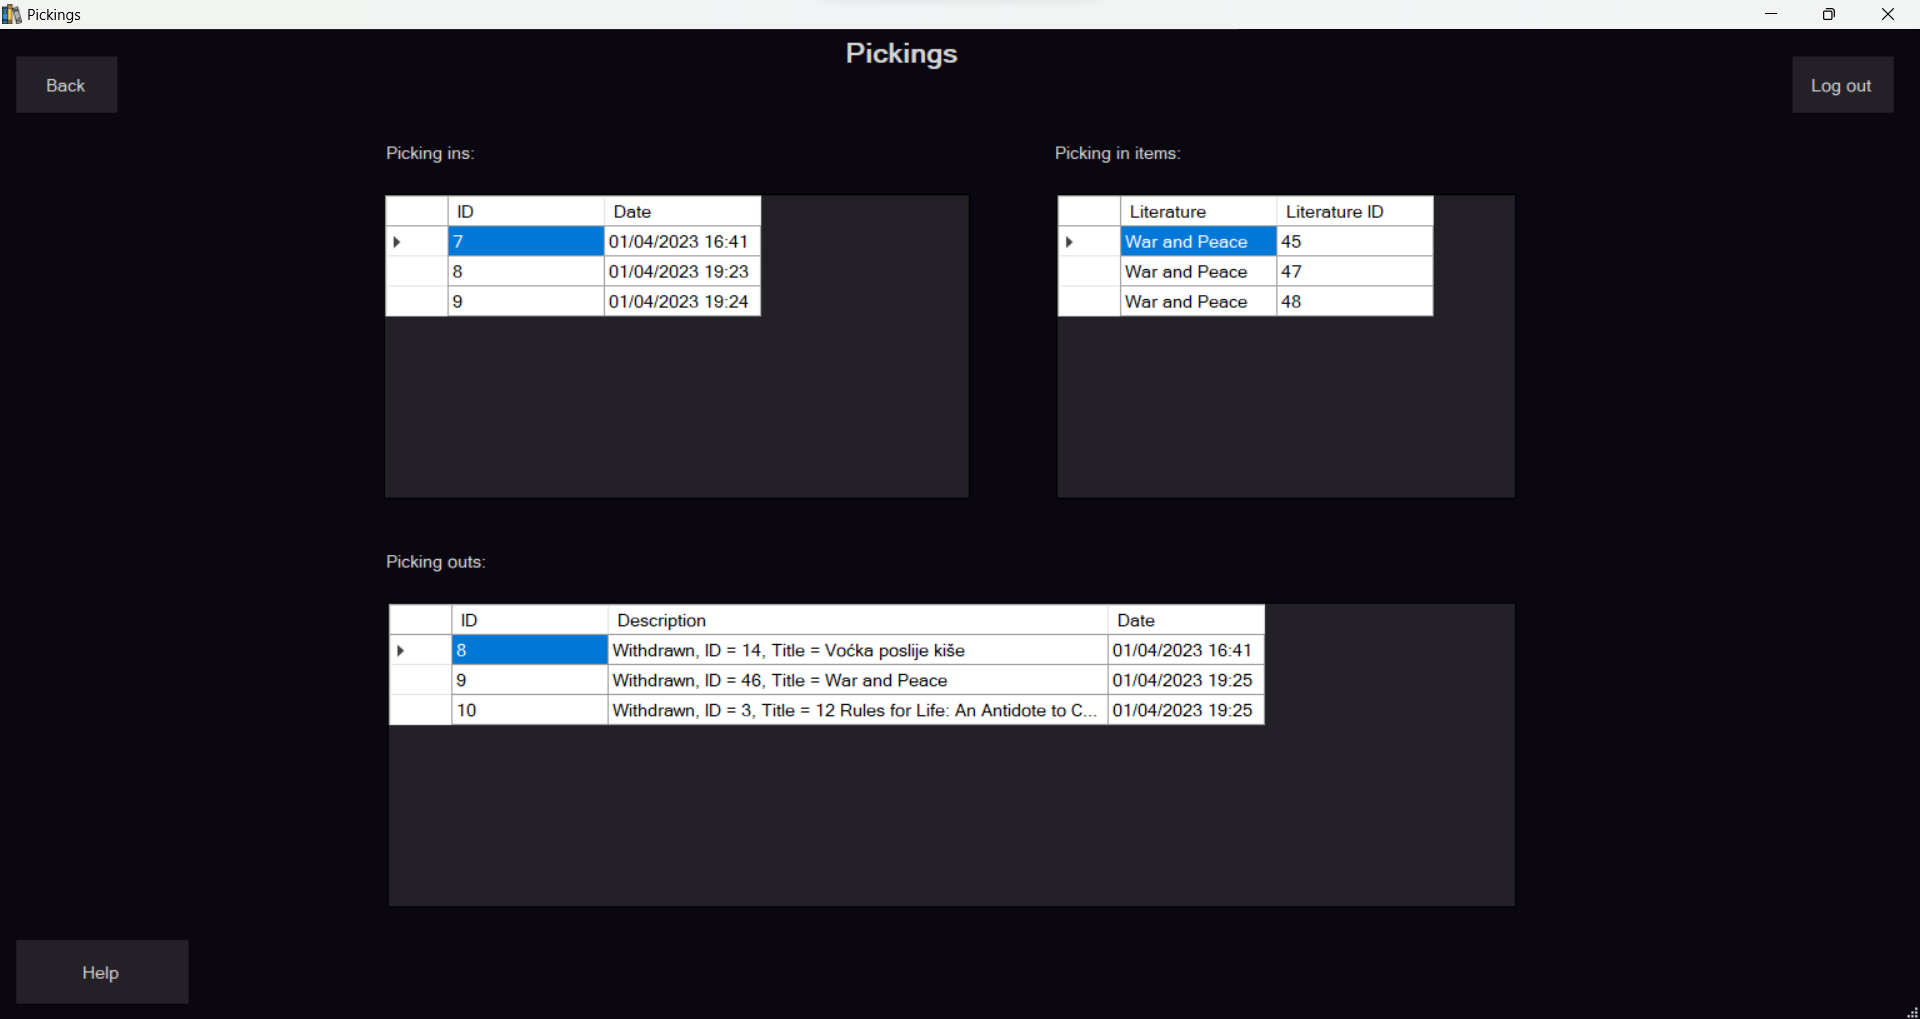 Pickings
Pickings
Back
Log out
Picking ins:
ID Date
7 01/04/2023 16:41
8 01/04/2023 19:23
9 01/04/2023 19:24
Picking in items:
Literature Literature ID
War and Peace 45
War and Peace 47
War and Peace 48
Picking outs:
ID Description Date
8 Withdrawn, ID = 14, Title = Voćka poslije kiše 01/04/2023 16:41
9 Withdrawn, ID = 46, Title = War and Peace 01/04/2023 19:25
10 Withdrawn, ID = 3, Title = 12 Rules for Life: An Antidote to C... 01/04/2023 19:25
Help